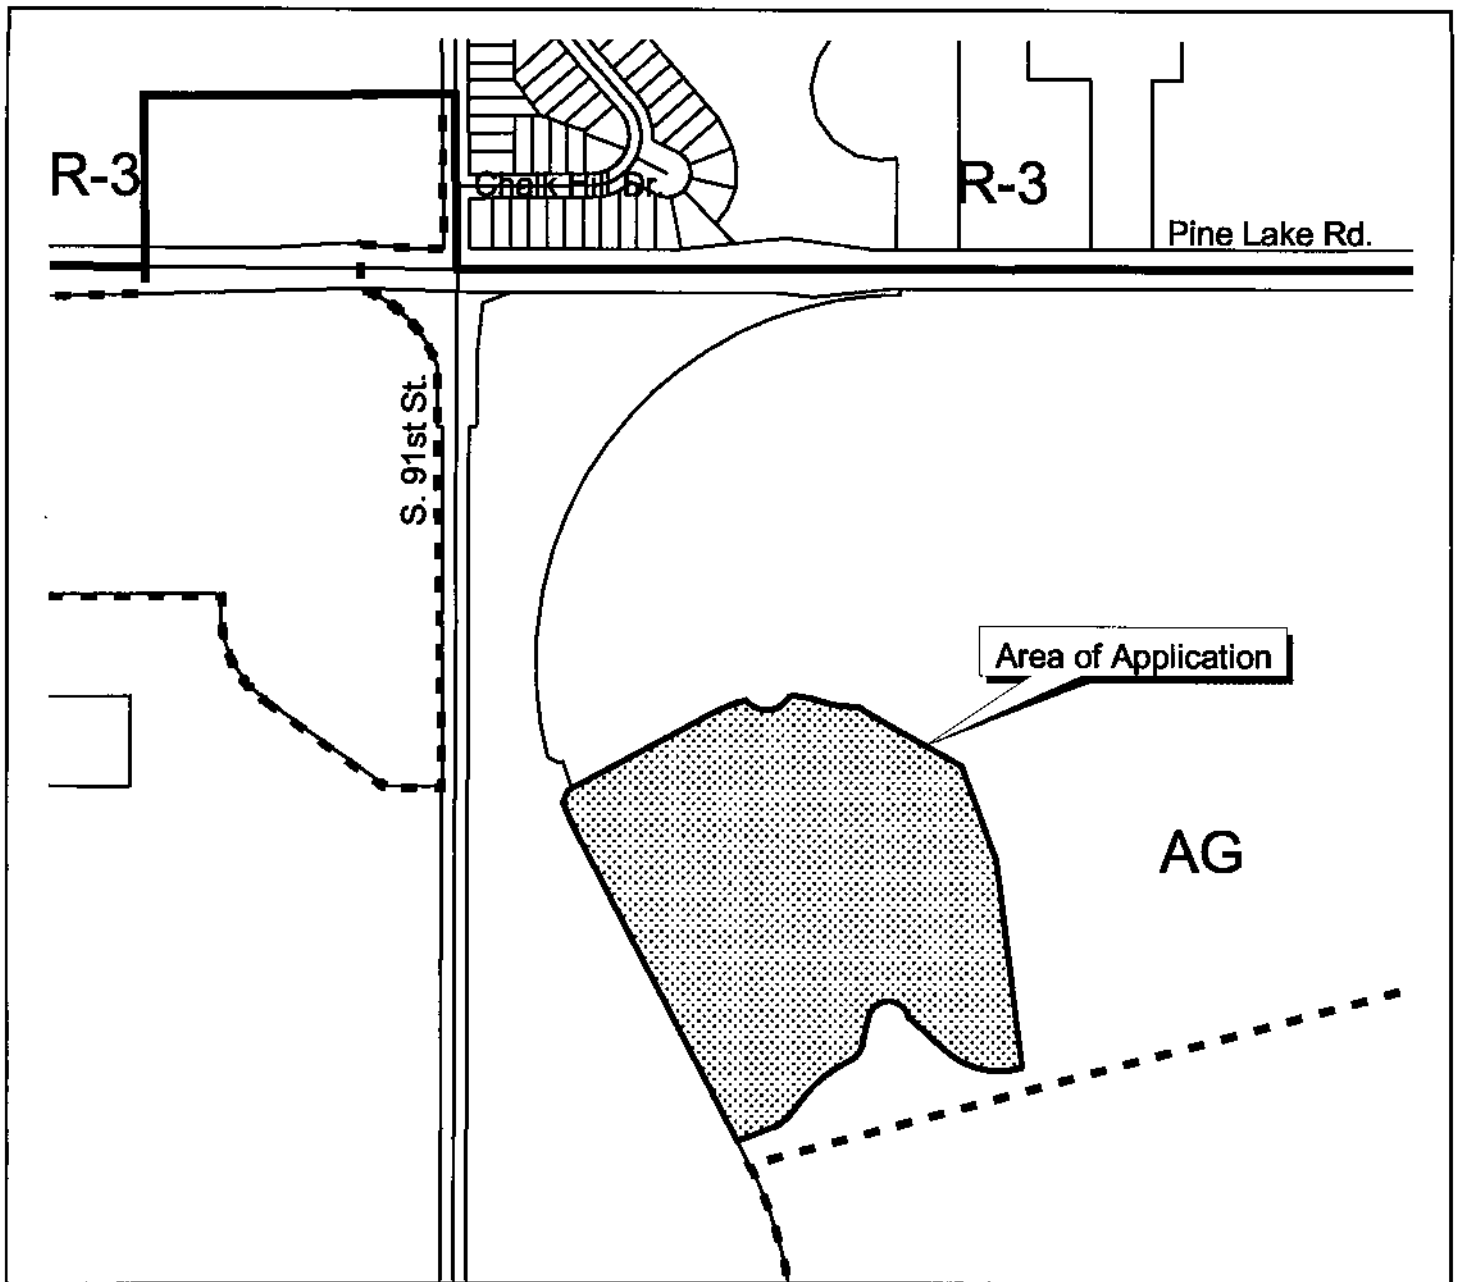 R-3
Chalk Hill Dr.
R-3
Pine Lake Rd.
S. 91st St.
Area of Application
AG